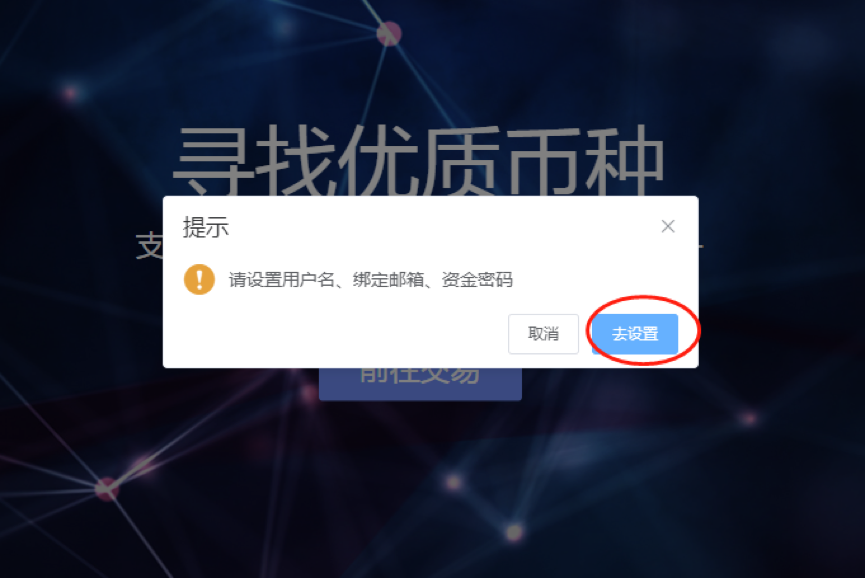 寻找优质币种
支
提示
请设置用户名、绑定邮箱、资金密码
取消
去设置
前往交易